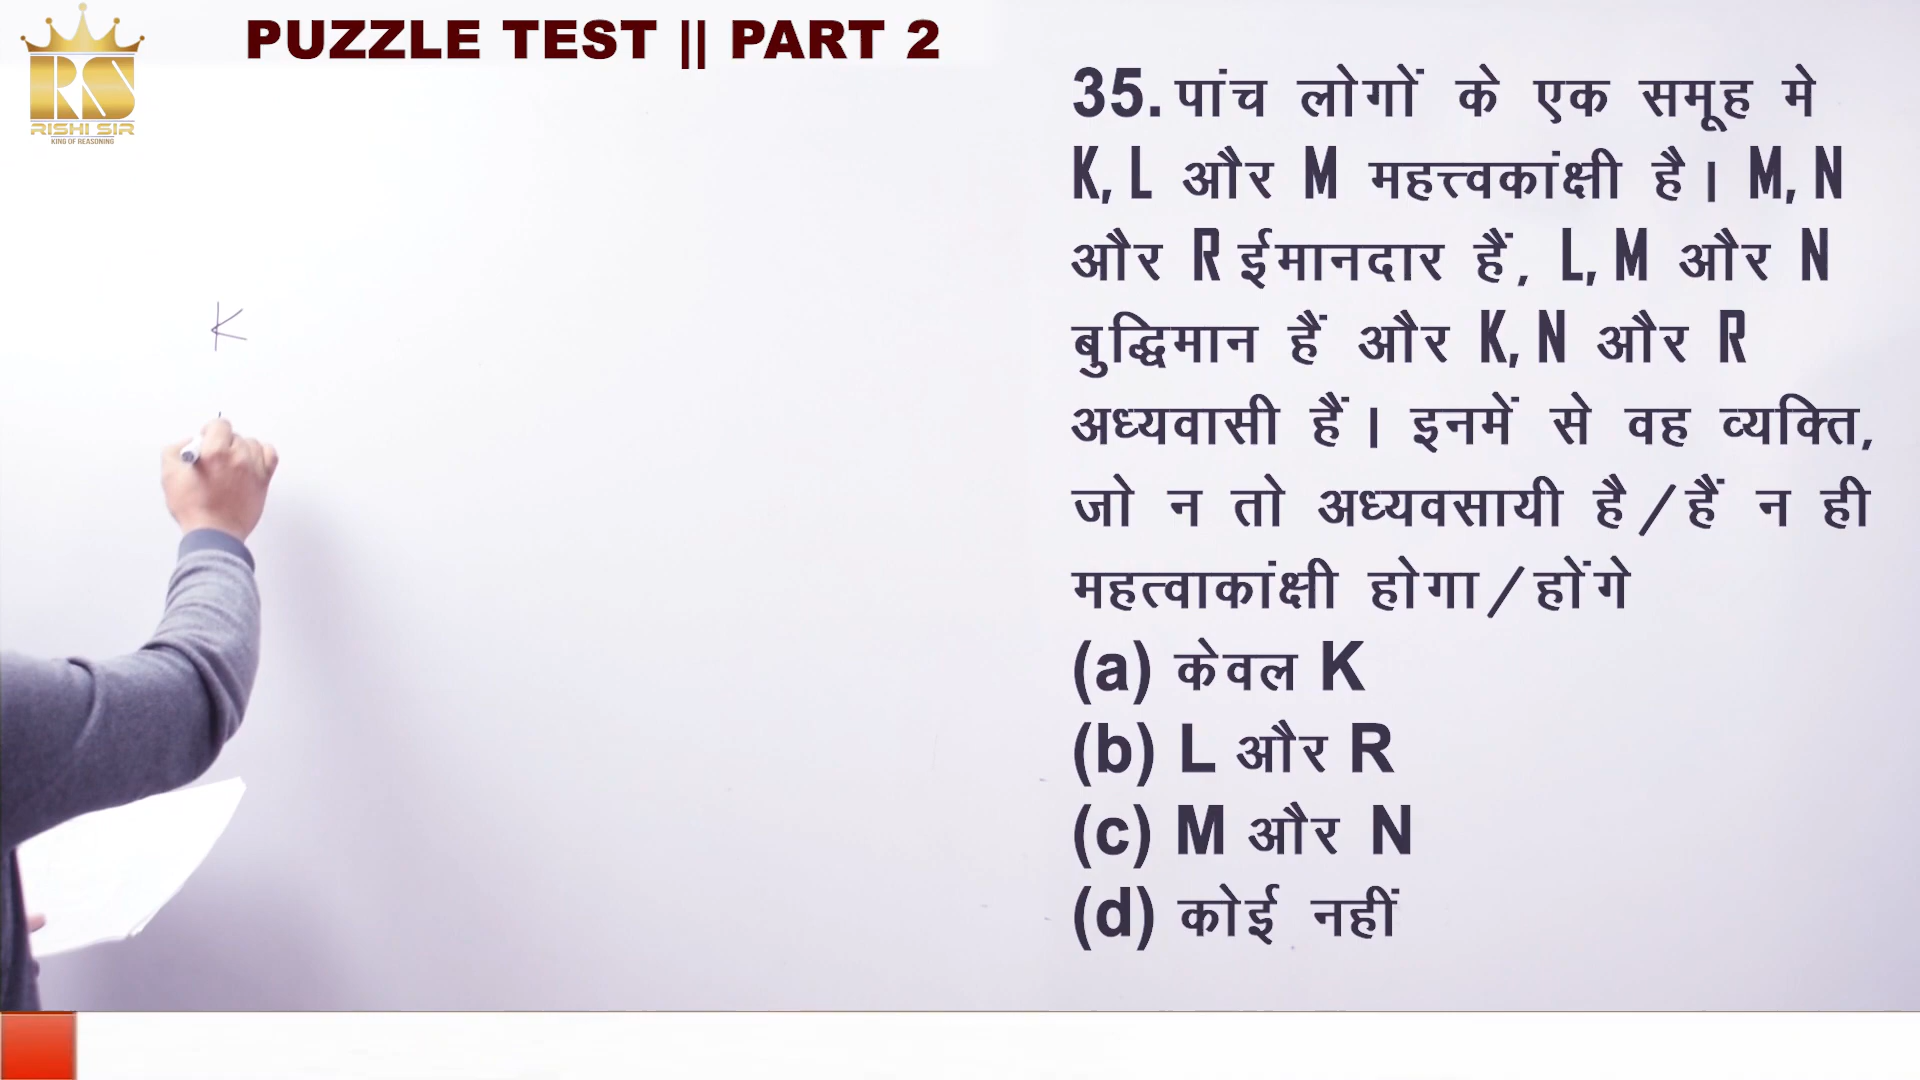 PUZZLE TEST || PART 2
RS
RISHI SIR
KING OF REASONING
35. पांच लोगों के एक समूह मे
K, L और M महत्त्वकांक्षी है। M, N
और R ईमानदार हैं, L, M और N
बुद्धिमान हैं और K, N और R
अध्यवासी हैं। इनमें से वह व्यक्ति,
जो न तो अध्यवसायी है/हैं न ही
महत्वाकांक्षी होगा/होंगे
(a) केवल K
(b) L और R
(c) M और N
(d) कोई नहीं
K